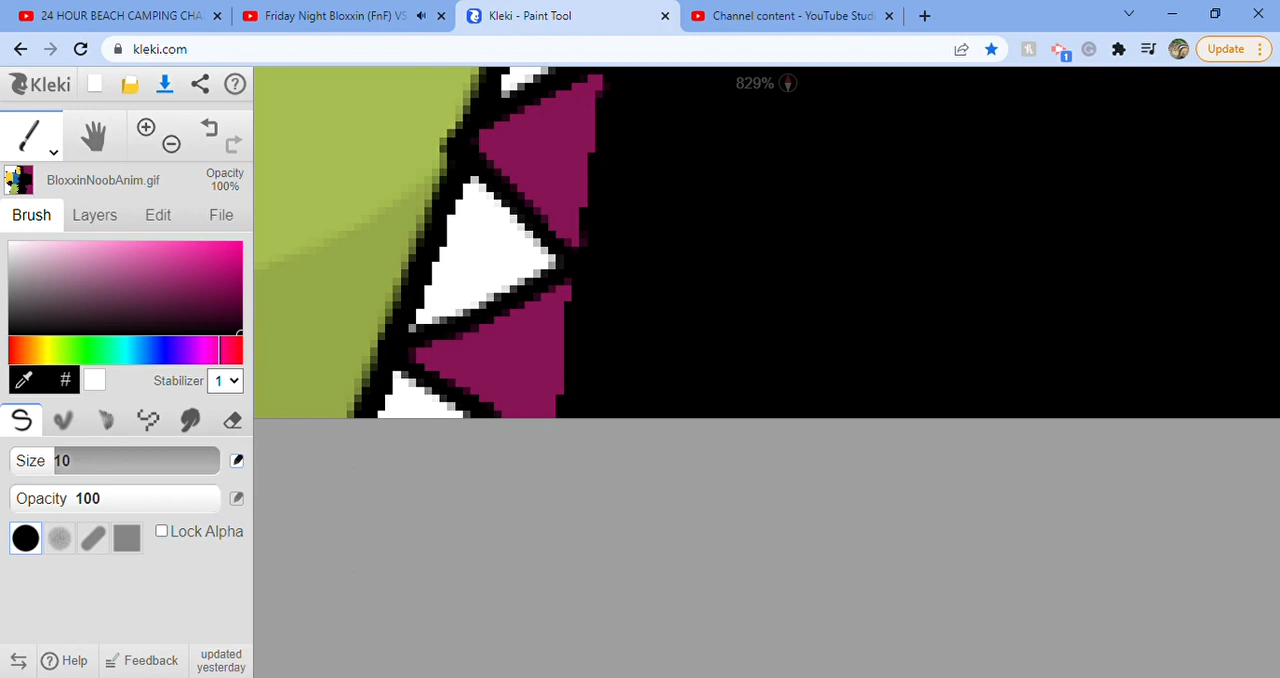 24 HOUR BEACH CAMPING CHA
Friday Night Bloxxin (FnF) VS
Kleki - Paint Tool
Channel content - YouTube Studi
kleki.com
1
Update
Kleki
829%
BloxxinNoobAnim.gif
Opacity
100%
Brush
Layers
Edit
File
#
Stabilizer
1
Size 10
Opacity 100
Lock Alpha
Help
Feedback
updated
yesterday